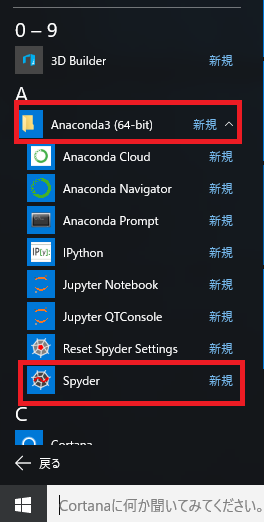 0 – 9
3D Builder 新規
A
Anaconda3 (64-bit) 新規
Anaconda Cloud 新規
Anaconda Navigator 新規
Anaconda Prompt 新規
IP[y]: IPython 新規
Jupyter Notebook 新規
Jupyter QTConsole 新規
Reset Spyder Settings 新規
Spyder 新規
C
Cortana
戻る
Cortanaに何か聞いてみてください。